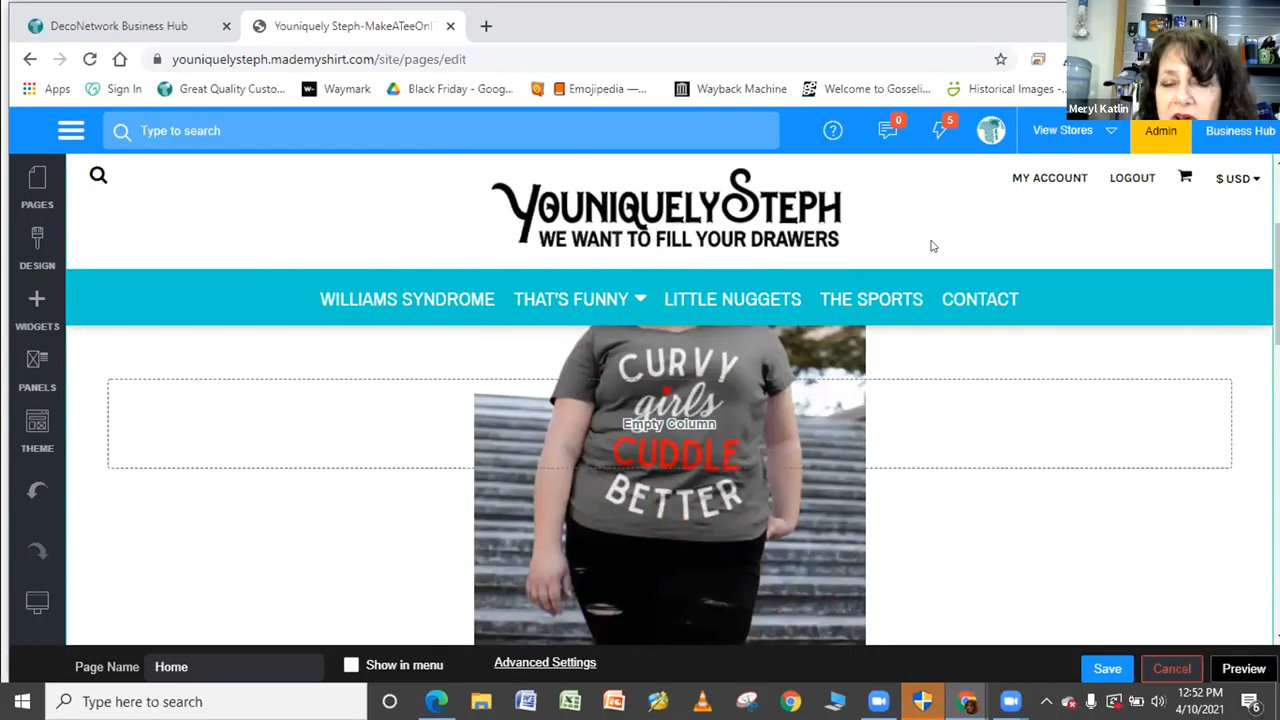 DecoNetwork Business Hub
Youniquely Steph-MakeATeeOnl
youniquelysteph.mademyshirt.com/site/pages/edit
Apps
Sign In
Great Quality Custo...
Waymark
Black Friday - Goog...
Emojipedia —...
Wayback Machine
Welcome to Gosseli...
Historical Images -...
Meryl Katlin
Type to search
0
5
View Stores
Admin
Business Hub
PAGES
DESIGN
WIDGETS
PANELS
THEME
YOUNIQUELY STEPH
WE WANT TO FILL YOUR DRAWERS
MY ACCOUNT
LOGOUT
$ USD
WILLIAMS SYNDROME
THAT'S FUNNY
LITTLE NUGGETS
THE SPORTS
CONTACT
CURVY
girls
Empty Column
CUDDLE
BETTER
Page Name
Home
Show in menu
Advanced Settings
Save
Cancel
Preview
Type here to search
12:52 PM
4/10/2021
6